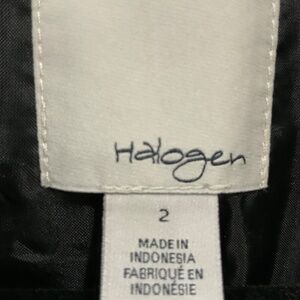 Halogen
2
MADE IN
INDONESIA
FABRIQUÉ EN
INDONÉSIE